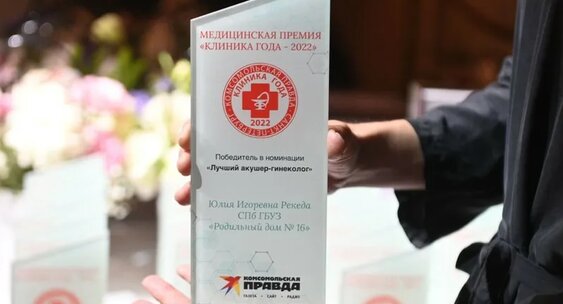 МЕДИЦИНСКАЯ ПРЕМИЯ
«КЛИНИКА ГОДА - 2022»
КОМСОМОЛЬСКАЯ ПРАВДА
САНКТ-ПЕТЕРБУРГ
КЛИНИКА ГОДА
2022
Победитель в номинации
«Лучший акушер-гинеколог»
Юлия Игоревна Рекеда
СПб ГБУЗ
«Родильный дом № 16»
КОМСОМОЛЬСКАЯ
ПРАВДА
ГАЗЕТА • САЙТ • РАДИО